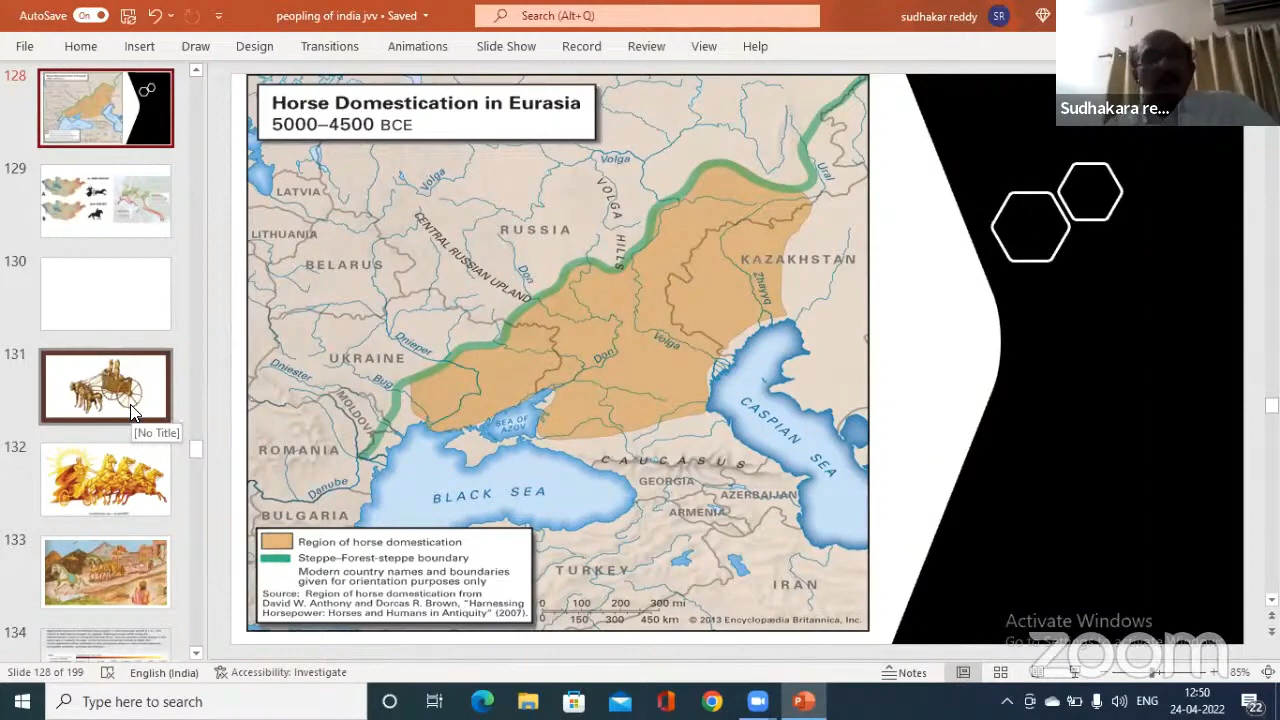 AutoSave On peopling of india jvv • Saved Search (Alt+Q) sudhakar reddy SR
File Home Insert Draw Design Transitions Animations Slide Show Record Review View Help
Sudhakara re...
128
129
130
131
[No Title]
132
133
134
Horse Domestication in Eurasia
5000–4500 BCE
Volga
Ural
LATVIA
Volga
VOLGA HILLS
LITHUANIA
RUSSIA
CENTRAL RUSSIAN UPLAND
BELARUS
Don
KAZAKHSTAN
Zhayyq
Dnieper
UKRAINE
Don
Volga
Dniester
Bug
MOLDOVA
SEA OF
AZOV
CASPIAN SEA
ROMANIA
CAUCASUS
Danube
BLACK SEA
GEORGIA
AZERBAIJAN
BULGARIA
ARMENIA
TURKEY
IRAN
Region of horse domestication
Steppe–Forest-steppe boundary
Modern country names and boundaries
given for orientation purposes only
Source: Region of horse domestication from
David W. Anthony and Dorcas R. Brown, “Harnessing
Horsepower: Horses and Humans in Antiquity” (2007).
0 100 200 300 mi
0 150 300 450 km
© 2013 Encyclopædia Britannica, Inc.
Activate Windows
Go to Settings to activate Windows.
zoom
Slide 128 of 199 English (India) Accessibility: Investigate Notes 85%
Type here to search ENG 12:50
24-04-2022 22